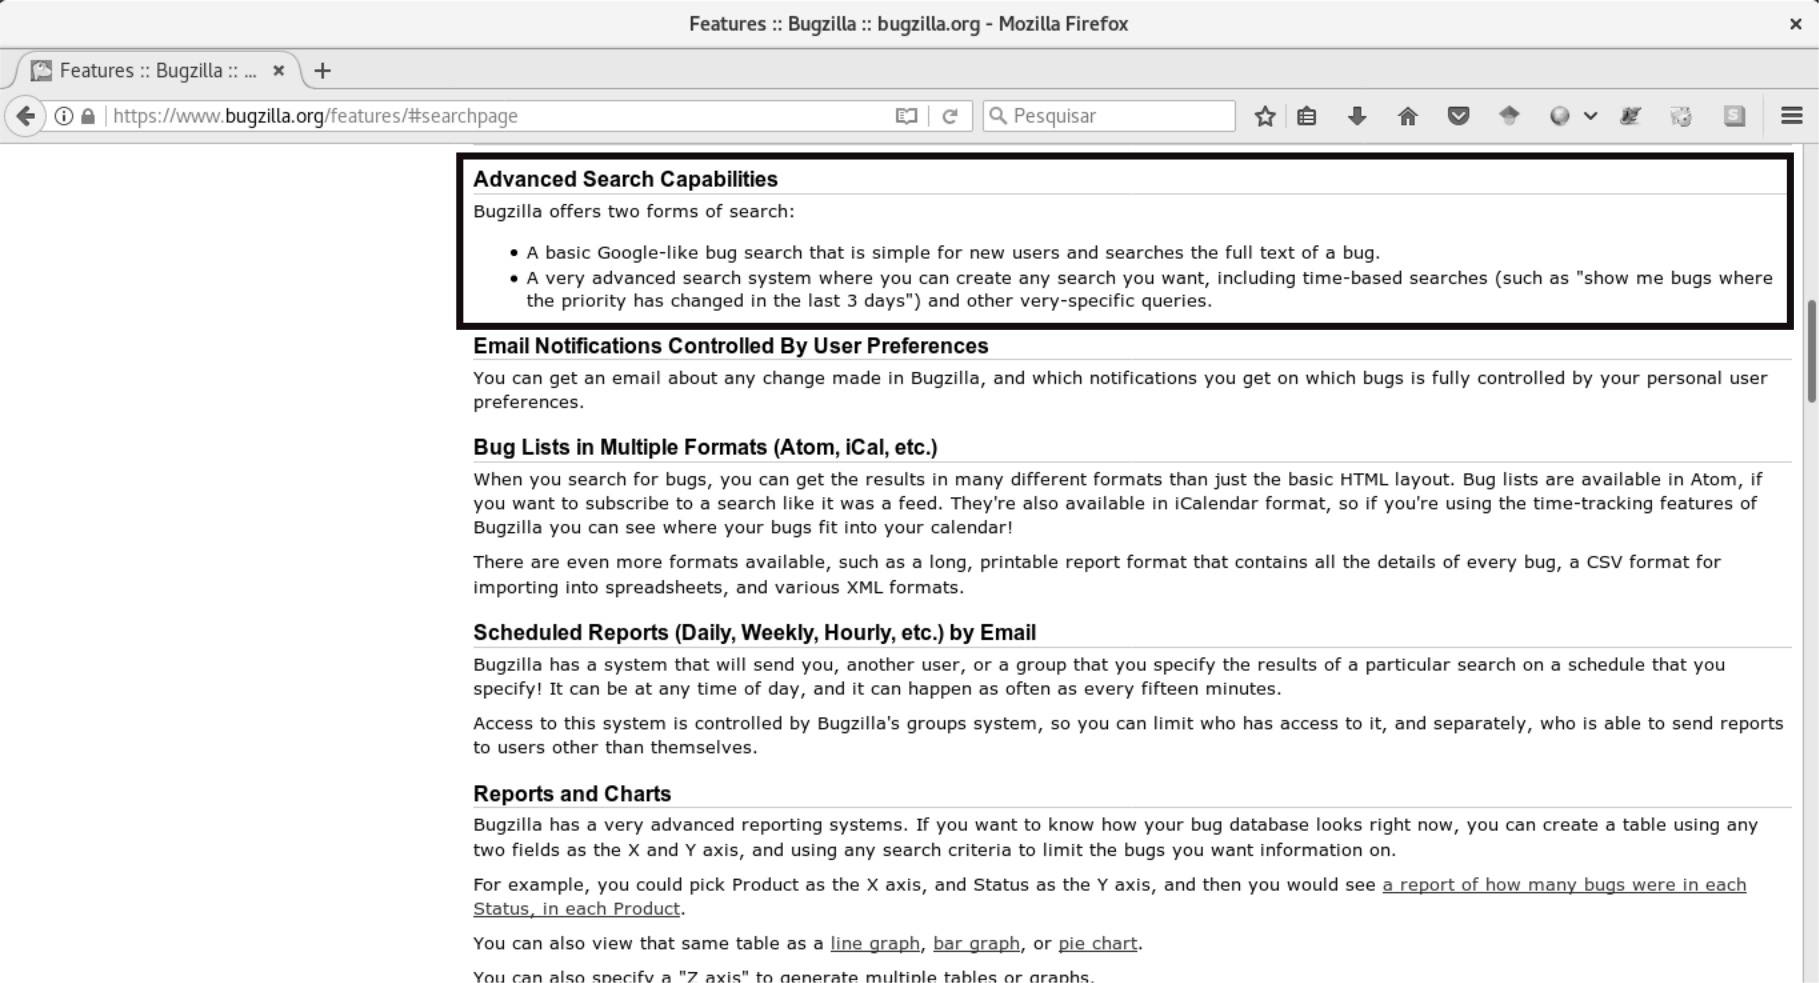 Features :: Bugzilla :: bugzilla.org - Mozilla Firefox
Features :: Bugzilla :: ...
https://www.bugzilla.org/features/#searchpage
Pesquisar
S
Advanced Search Capabilities
Bugzilla offers two forms of search:
• A basic Google-like bug search that is simple for new users and searches the full text of a bug.
• A very advanced search system where you can create any search you want, including time-based searches (such as "show me bugs where
the priority has changed in the last 3 days") and other very-specific queries.
Email Notifications Controlled By User Preferences
You can get an email about any change made in Bugzilla, and which notifications you get on which bugs is fully controlled by your personal user
preferences.
Bug Lists in Multiple Formats (Atom, iCal, etc.)
When you search for bugs, you can get the results in many different formats than just the basic HTML layout. Bug lists are available in Atom, if
you want to subscribe to a search like it was a feed. They're also available in iCalendar format, so if you're using the time-tracking features of
Bugzilla you can see where your bugs fit into your calendar!
There are even more formats available, such as a long, printable report format that contains all the details of every bug, a CSV format for
importing into spreadsheets, and various XML formats.
Scheduled Reports (Daily, Weekly, Hourly, etc.) by Email
Bugzilla has a system that will send you, another user, or a group that you specify the results of a particular search on a schedule that you
specify! It can be at any time of day, and it can happen as often as every fifteen minutes.
Access to this system is controlled by Bugzilla's groups system, so you can limit who has access to it, and separately, who is able to send reports
to users other than themselves.
Reports and Charts
Bugzilla has a very advanced reporting systems. If you want to know how your bug database looks right now, you can create a table using any
two fields as the X and Y axis, and using any search criteria to limit the bugs you want information on.
For example, you could pick Product as the X axis, and Status as the Y axis, and then you would see a report of how many bugs were in each
Status, in each Product.
You can also view that same table as a line graph, bar graph, or pie chart.
You can also specify a "Z axis" to generate multiple tables or graphs.